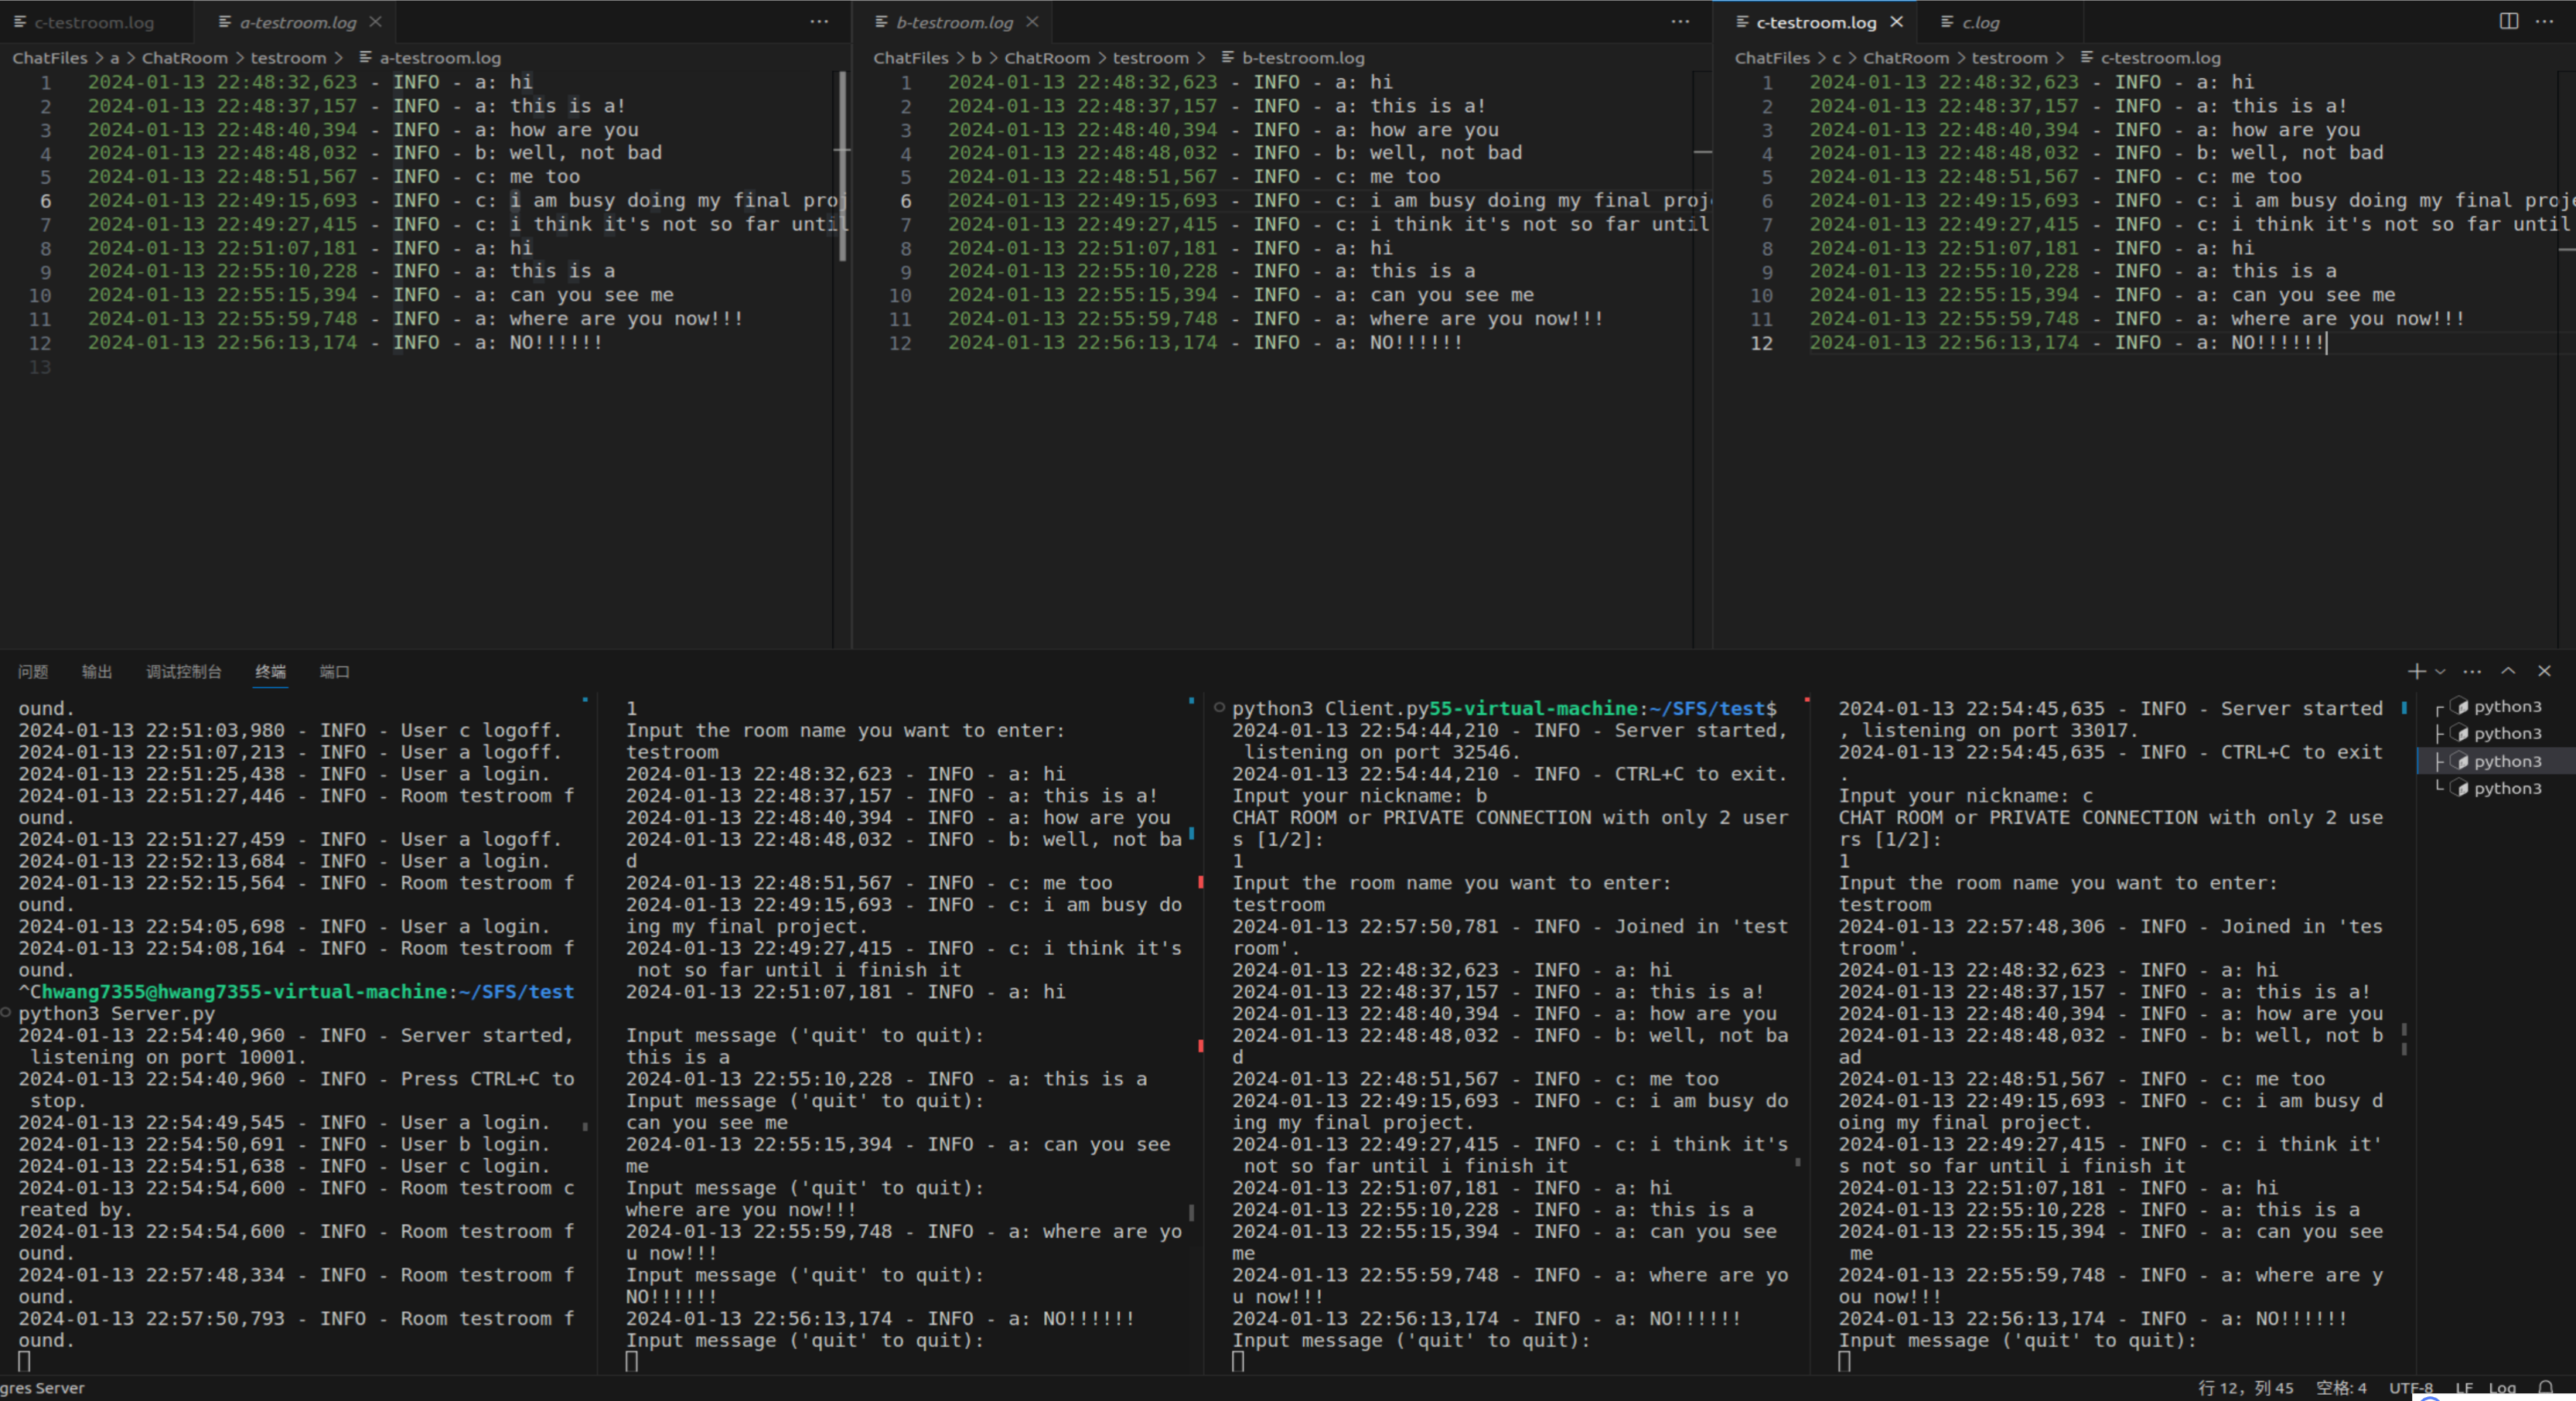 c-testroom.log
a-testroom.log
ChatFiles > a > ChatRoom > testroom > a-testroom.log
1 2024-01-13 22:48:32,623 - INFO - a: hi
2 2024-01-13 22:48:37,157 - INFO - a: this is a!
3 2024-01-13 22:48:40,394 - INFO - a: how are you
4 2024-01-13 22:48:48,032 - INFO - b: well, not bad
5 2024-01-13 22:48:51,567 - INFO - c: me too
6 2024-01-13 22:49:15,693 - INFO - c: i am busy doing my final proj
7 2024-01-13 22:49:27,415 - INFO - c: i think it's not so far until
8 2024-01-13 22:51:07,181 - INFO - a: hi
9 2024-01-13 22:55:10,228 - INFO - a: this is a
10 2024-01-13 22:55:15,394 - INFO - a: can you see me
11 2024-01-13 22:55:59,748 - INFO - a: where are you now!!!
12 2024-01-13 22:56:13,174 - INFO - a: NO!!!!!!
13
b-testroom.log
ChatFiles > b > ChatRoom > testroom > b-testroom.log
1 2024-01-13 22:48:32,623 - INFO - a: hi
2 2024-01-13 22:48:37,157 - INFO - a: this is a!
3 2024-01-13 22:48:40,394 - INFO - a: how are you
4 2024-01-13 22:48:48,032 - INFO - b: well, not bad
5 2024-01-13 22:48:51,567 - INFO - c: me too
6 2024-01-13 22:49:15,693 - INFO - c: i am busy doing my final proj
7 2024-01-13 22:49:27,415 - INFO - c: i think it's not so far until
8 2024-01-13 22:51:07,181 - INFO - a: hi
9 2024-01-13 22:55:10,228 - INFO - a: this is a
10 2024-01-13 22:55:15,394 - INFO - a: can you see me
11 2024-01-13 22:55:59,748 - INFO - a: where are you now!!!
12 2024-01-13 22:56:13,174 - INFO - a: NO!!!!!!
c-testroom.log
c.log
ChatFiles > c > ChatRoom > testroom > c-testroom.log
1 2024-01-13 22:48:32,623 - INFO - a: hi
2 2024-01-13 22:48:37,157 - INFO - a: this is a!
3 2024-01-13 22:48:40,394 - INFO - a: how are you
4 2024-01-13 22:48:48,032 - INFO - b: well, not bad
5 2024-01-13 22:48:51,567 - INFO - c: me too
6 2024-01-13 22:49:15,693 - INFO - c: i am busy doing my final proje
7 2024-01-13 22:49:27,415 - INFO - c: i think it's not so far until
8 2024-01-13 22:51:07,181 - INFO - a: hi
9 2024-01-13 22:55:10,228 - INFO - a: this is a
10 2024-01-13 22:55:15,394 - INFO - a: can you see me
11 2024-01-13 22:55:59,748 - INFO - a: where are you now!!!
12 2024-01-13 22:56:13,174 - INFO - a: NO!!!!!!
问题 输出 调试控制台 终端 端口
ound.
2024-01-13 22:51:03,980 - INFO - User c logoff.
2024-01-13 22:51:07,213 - INFO - User a logoff.
2024-01-13 22:51:25,438 - INFO - User a login.
2024-01-13 22:51:27,446 - INFO - Room testroom f
ound.
2024-01-13 22:51:27,459 - INFO - User a logoff.
2024-01-13 22:52:13,684 - INFO - User a login.
2024-01-13 22:52:15,564 - INFO - Room testroom f
ound.
2024-01-13 22:54:05,698 - INFO - User a login.
2024-01-13 22:54:08,164 - INFO - Room testroom f
ound.
^Chwang7355@hwang7355-virtual-machine:~/SFS/test
python3 Server.py
2024-01-13 22:54:40,960 - INFO - Server started,
listening on port 10001.
2024-01-13 22:54:40,960 - INFO - Press CTRL+C to
stop.
2024-01-13 22:54:49,545 - INFO - User a login.
2024-01-13 22:54:50,691 - INFO - User b login.
2024-01-13 22:54:51,638 - INFO - User c login.
2024-01-13 22:54:54,600 - INFO - Room testroom c
reated by.
2024-01-13 22:54:54,600 - INFO - Room testroom f
ound.
2024-01-13 22:57:48,334 - INFO - Room testroom f
ound.
2024-01-13 22:57:50,793 - INFO - Room testroom f
ound.
1
Input the room name you want to enter:
testroom
2024-01-13 22:48:32,623 - INFO - a: hi
2024-01-13 22:48:37,157 - INFO - a: this is a!
2024-01-13 22:48:40,394 - INFO - a: how are you
2024-01-13 22:48:48,032 - INFO - b: well, not ba
d
2024-01-13 22:48:51,567 - INFO - c: me too
2024-01-13 22:49:15,693 - INFO - c: i am busy do
ing my final project.
2024-01-13 22:49:27,415 - INFO - c: i think it's
not so far until i finish it
2024-01-13 22:51:07,181 - INFO - a: hi
Input message ('quit' to quit):
this is a
2024-01-13 22:55:10,228 - INFO - a: this is a
Input message ('quit' to quit):
can you see me
2024-01-13 22:55:15,394 - INFO - a: can you see
me
Input message ('quit' to quit):
where are you now!!!
2024-01-13 22:55:59,748 - INFO - a: where are yo
u now!!!
Input message ('quit' to quit):
NO!!!!!!
2024-01-13 22:56:13,174 - INFO - a: NO!!!!!!
Input message ('quit' to quit):
python3 Client.py55-virtual-machine:~/SFS/test$
2024-01-13 22:54:44,210 - INFO - Server started,
listening on port 32546.
2024-01-13 22:54:44,210 - INFO - CTRL+C to exit.
Input your nickname: b
CHAT ROOM or PRIVATE CONNECTION with only 2 user
s [1/2]:
1
Input the room name you want to enter:
testroom
2024-01-13 22:57:50,781 - INFO - Joined in 'test
room'.
2024-01-13 22:48:32,623 - INFO - a: hi
2024-01-13 22:48:37,157 - INFO - a: this is a!
2024-01-13 22:48:40,394 - INFO - a: how are you
2024-01-13 22:48:48,032 - INFO - b: well, not ba
d
2024-01-13 22:48:51,567 - INFO - c: me too
2024-01-13 22:49:15,693 - INFO - c: i am busy do
ing my final project.
2024-01-13 22:49:27,415 - INFO - c: i think it's
not so far until i finish it
2024-01-13 22:51:07,181 - INFO - a: hi
2024-01-13 22:55:10,228 - INFO - a: this is a
2024-01-13 22:55:15,394 - INFO - a: can you see
me
2024-01-13 22:55:59,748 - INFO - a: where are yo
u now!!!
2024-01-13 22:56:13,174 - INFO - a: NO!!!!!!
Input message ('quit' to quit):
2024-01-13 22:54:45,635 - INFO - Server started
, listening on port 33017.
2024-01-13 22:54:45,635 - INFO - CTRL+C to exit
.
Input your nickname: c
CHAT ROOM or PRIVATE CONNECTION with only 2 use
rs [1/2]:
1
Input the room name you want to enter:
testroom
2024-01-13 22:57:48,306 - INFO - Joined in 'tes
troom'.
2024-01-13 22:48:32,623 - INFO - a: hi
2024-01-13 22:48:37,157 - INFO - a: this is a!
2024-01-13 22:48:40,394 - INFO - a: how are you
2024-01-13 22:48:48,032 - INFO - b: well, not b
ad
2024-01-13 22:48:51,567 - INFO - c: me too
2024-01-13 22:49:15,693 - INFO - c: i am busy d
oing my final project.
2024-01-13 22:49:27,415 - INFO - c: i think it'
s not so far until i finish it
2024-01-13 22:51:07,181 - INFO - a: hi
2024-01-13 22:55:10,228 - INFO - a: this is a
2024-01-13 22:55:15,394 - INFO - a: can you see
me
2024-01-13 22:55:59,748 - INFO - a: where are y
ou now!!!
2024-01-13 22:56:13,174 - INFO - a: NO!!!!!!
Input message ('quit' to quit):
python3
python3
python3
python3
gres Server
行 12，列 45 空格: 4 UTF-8 LF Log